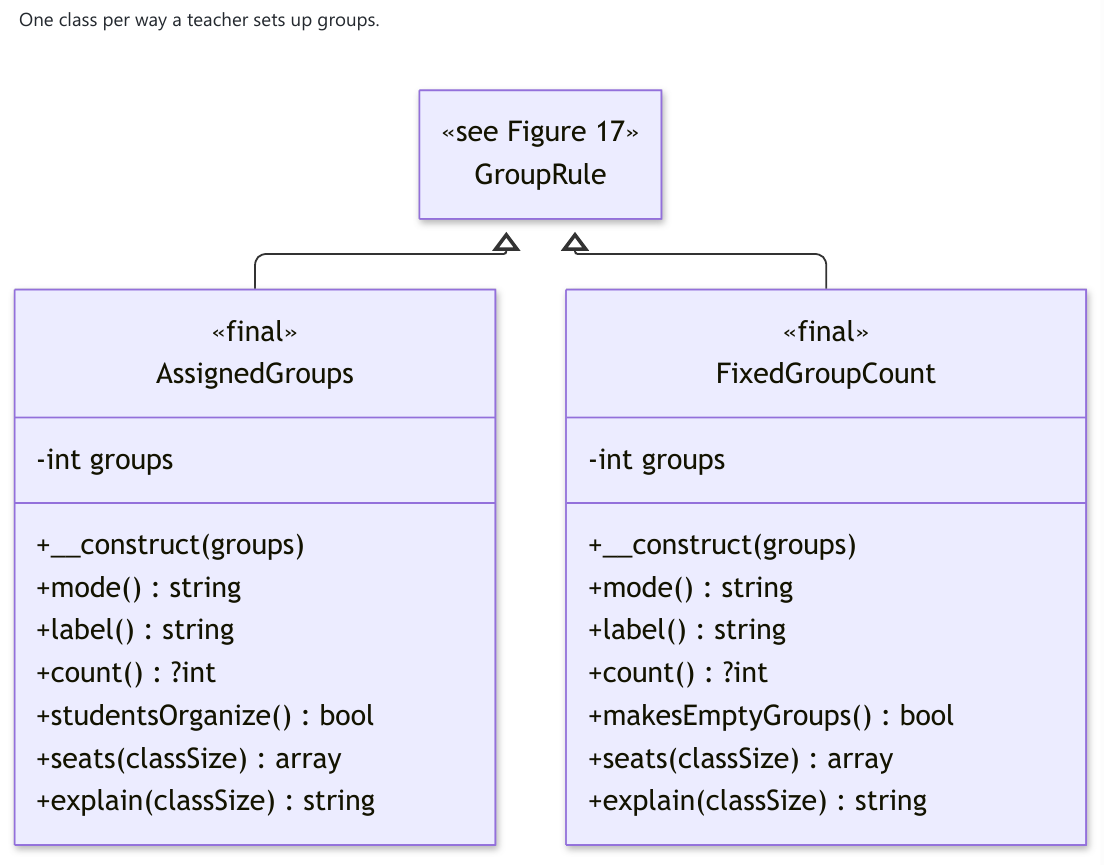 One class per way a teacher sets up groups.
«see Figure 17»
GroupRule
«final»
AssignedGroups
-int groups
+__construct(groups)
+mode() : string
+label() : string
+count() : ?int
+studentsOrganize() : bool
+seats(classSize) : array
+explain(classSize) : string
«final»
FixedGroupCount
-int groups
+__construct(groups)
+mode() : string
+label() : string
+count() : ?int
+makesEmptyGroups() : bool
+seats(classSize) : array
+explain(classSize) : string